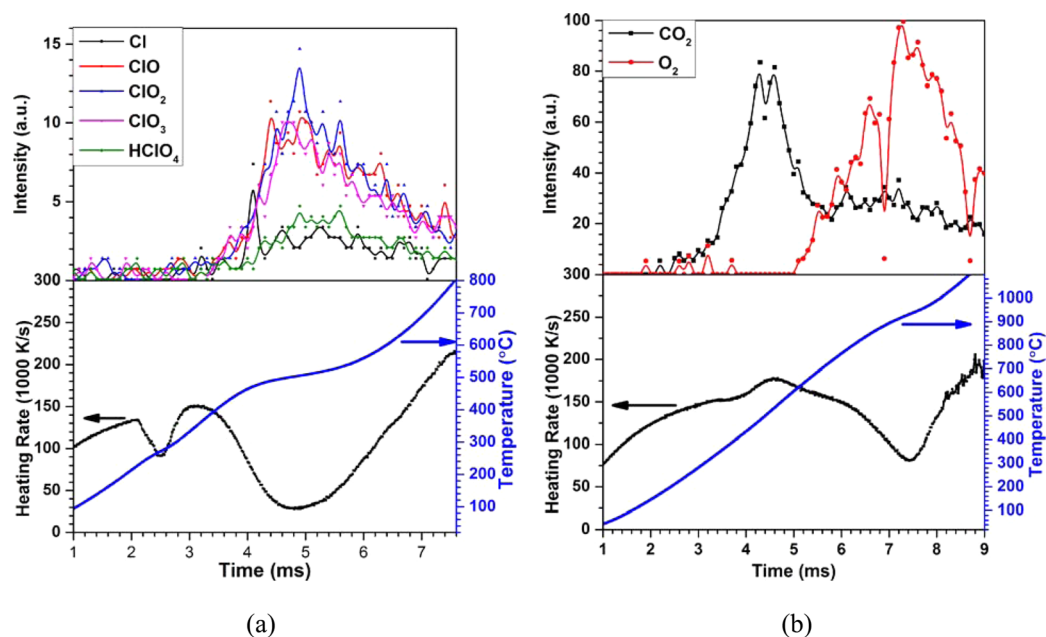 Cl
ClO
ClO2
ClO3
HClO4
Intensity (a.u.)
15
10
5
300
250
200
150
100
50
0
Heating Rate (1000 K/s)
800
700
600
500
400
300
200
100
Temperature (°C)
1 2 3 4 5 6 7
Time (ms)
(a)
CO2
O2
Intensity (a.u.)
100
80
60
40
20
300
250
200
150
100
50
0
Heating Rate (1000 K/s)
1000
900
800
700
600
500
400
300
200
100
Temperature (°C)
1 2 3 4 5 6 7 8 9
Time (ms)
(b)